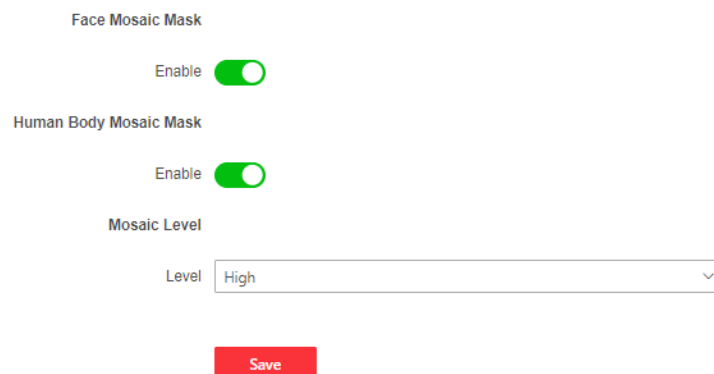 Face Mosaic Mask
Enable
Human Body Mosaic Mask
Enable
Mosaic Level
Level High
Save